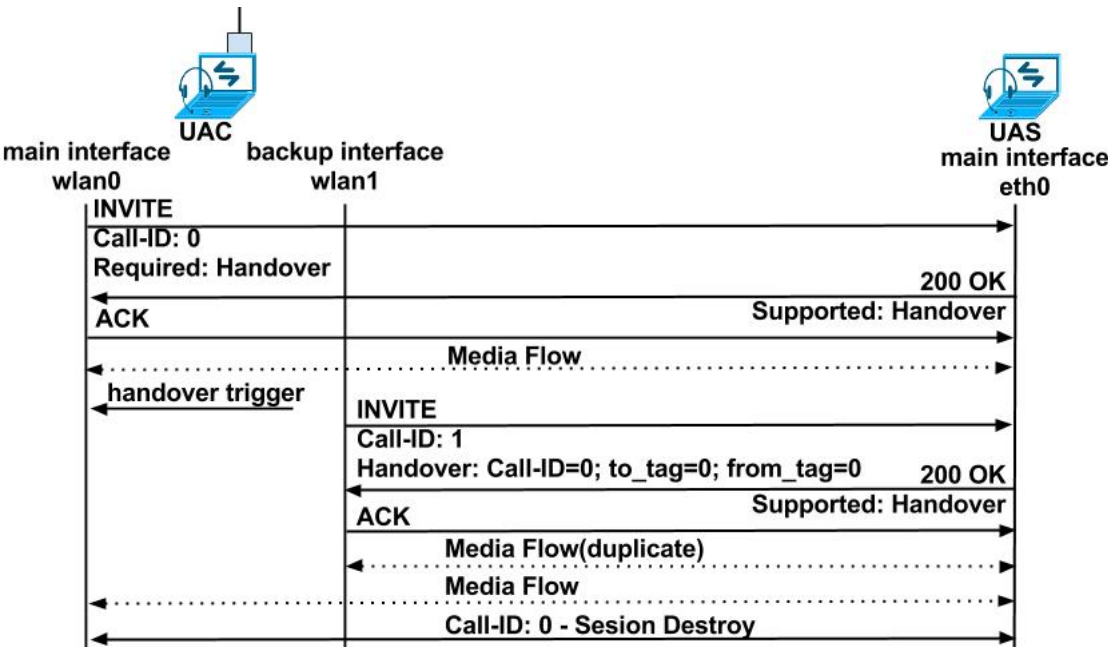 UAC
UAS
main interface
wlan0
backup interface
wlan1
main interface
eth0
INVITE
Call-ID: 0
Required: Handover
200 OK
Supported: Handover
ACK
Media Flow
handover trigger
INVITE
Call-ID: 1
Handover: Call-ID=0; to_tag=0; from_tag=0
200 OK
Supported: Handover
ACK
Media Flow(duplicate)
Media Flow
Call-ID: 0 - Sesion Destroy